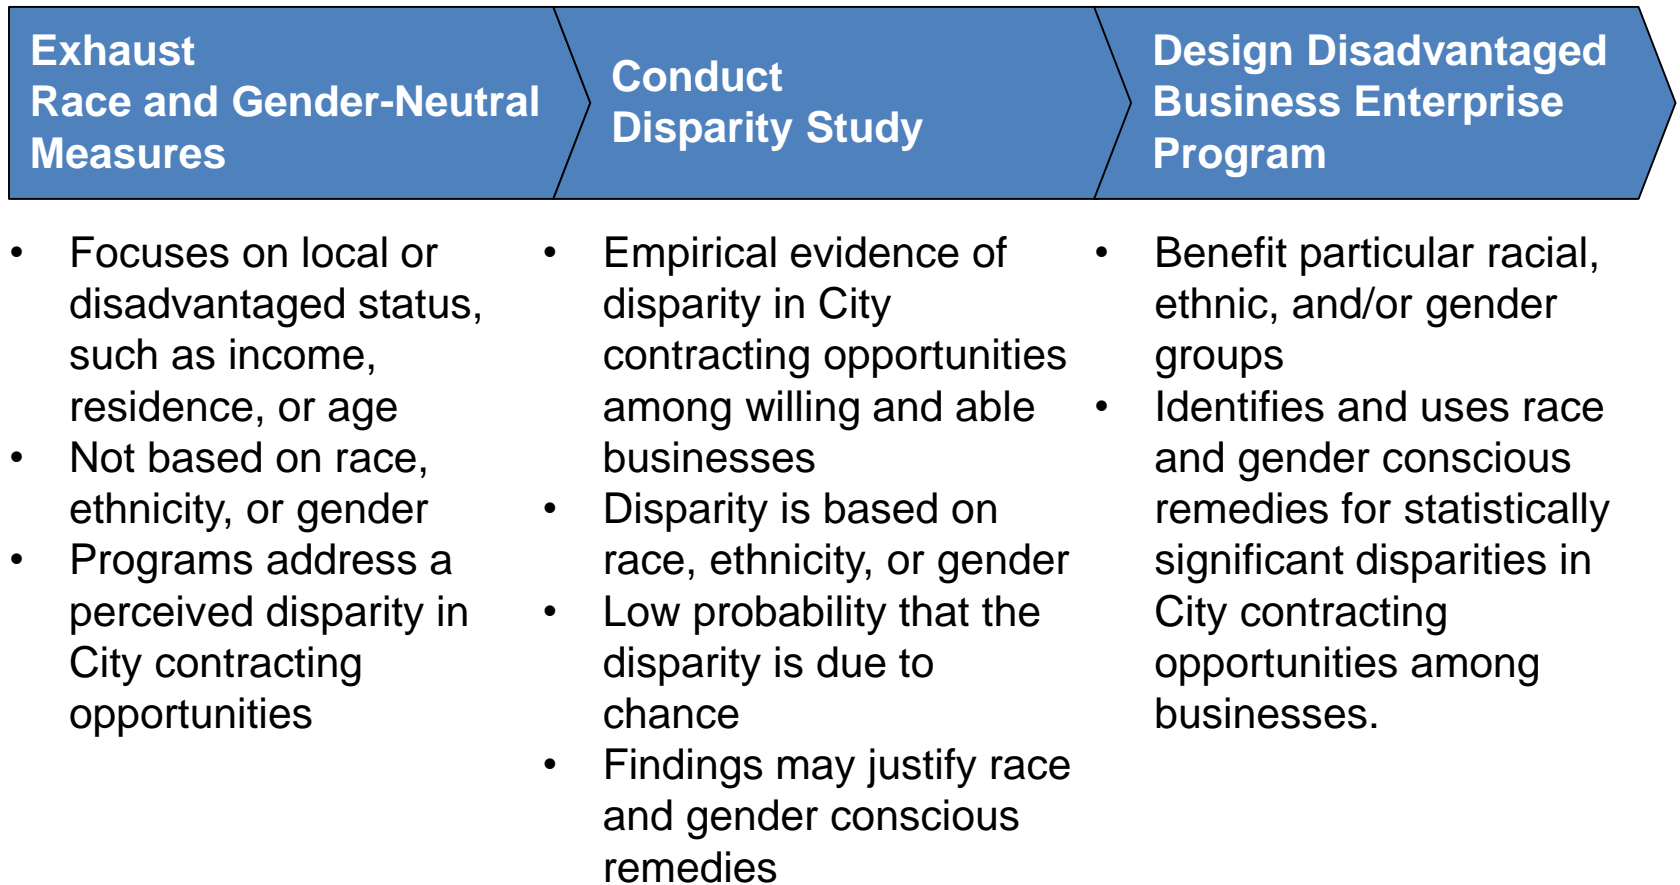 Exhaust
Race and Gender-Neutral
Measures
Conduct
Disparity Study
Design Disadvantaged
Business Enterprise
Program
• Focuses on local or
disadvantaged status,
such as income,
residence, or age
• Not based on race,
ethnicity, or gender
• Programs address a
perceived disparity in
City contracting
opportunities
• Empirical evidence of
disparity in City
contracting opportunities
among willing and able
businesses
• Disparity is based on
race, ethnicity, or gender
• Low probability that the
disparity is due to
chance
• Findings may justify race
and gender conscious
remedies
• Benefit particular racial,
ethnic, and/or gender
groups
• Identifies and uses race
and gender conscious
remedies for statistically
significant disparities in
City contracting
opportunities among
businesses.